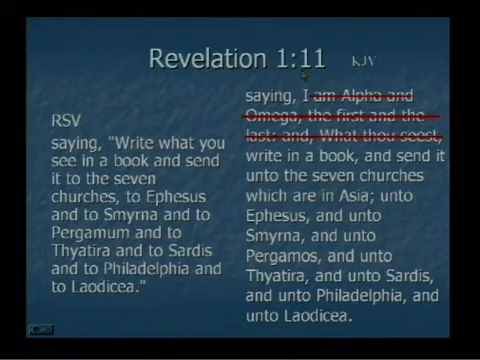 Revelation 1:11 KJV
RSV
saying, "Write what you
see in a book and send
it to the seven
churches, to Ephesus
and to Smyrna and to
Pergamum and to
Thyatira and to Sardis
and to Philadelphia and
to Laodicea."
saying, I am Alpha and
Omega, the first and the
last: and, What thou seest,
write in a book, and send it
unto the seven churches
which are in Asia; unto
Ephesus, and unto
Smyrna, and unto
Pergamos, and unto
Thyatira, and unto Sardis,
and unto Philadelphia, and
unto Laodicea.